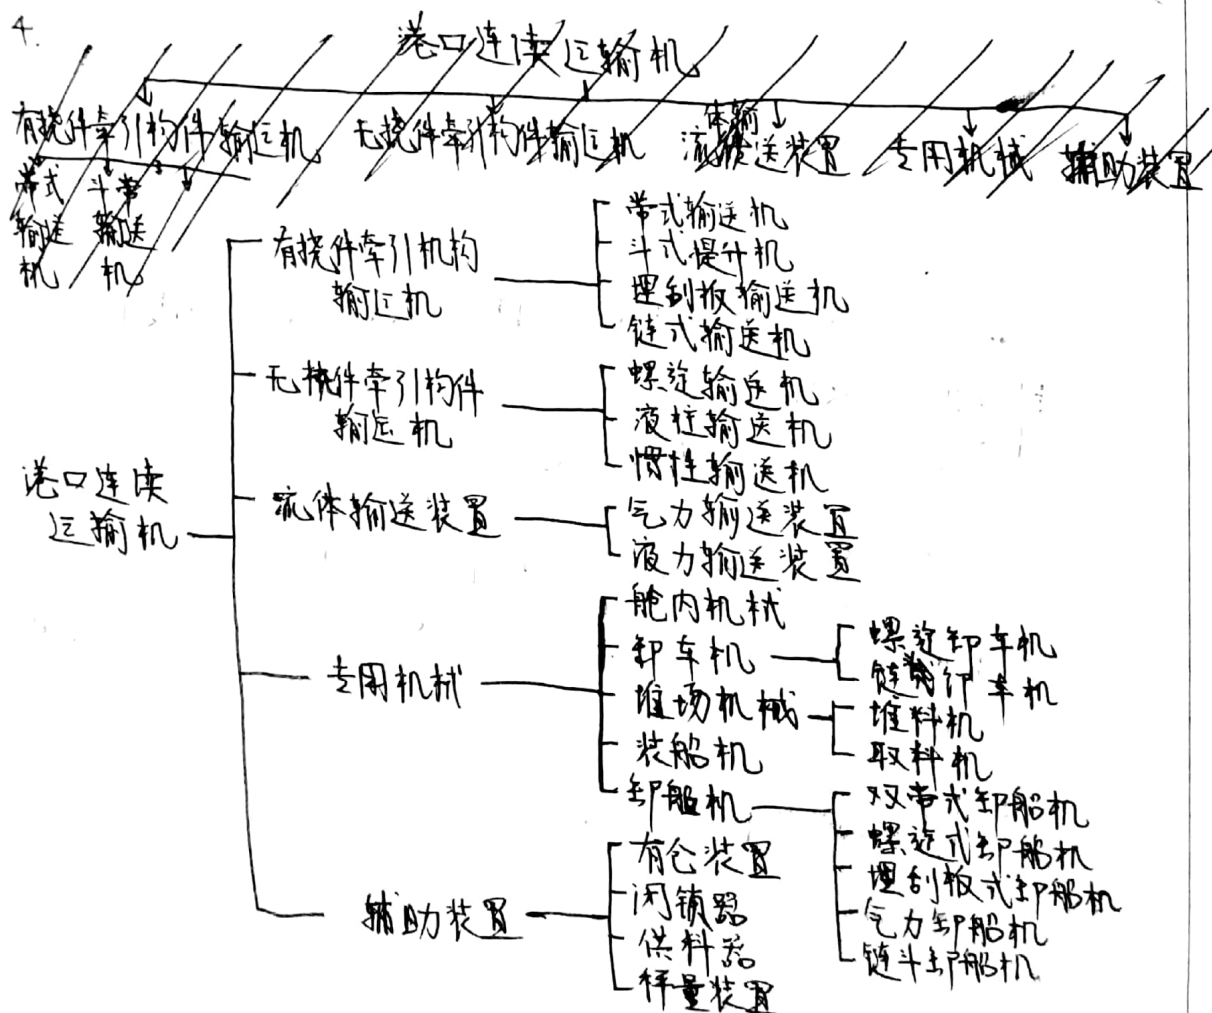 4.
港口连续运输机
有挠件牵引构件输运机 无挠件牵引构件输运机 流体输送装置 专用机械 辅助装置
带式 斗带
输送 输送
机 机
港口连续
运输机
有挠件牵引机构
输运机
带式输送机
斗式提升机
埋刮板输送机
链式输送机
无挠件牵引构件
输运机
螺旋输送机
液柱输送机
惯性输送机
流体输送装置
气力输送装置
液力输送装置
专用机械
舱内机械
卸车机
螺旋卸车机
卸车机
堆场机械
堆料机
取料机
装船机
卸船机
双带式卸船机
螺旋式卸船机
埋刮板式卸船机
气力卸船机
链斗卸船机
辅助装置
有仓装置
闭锁器
供料器
秤量装置